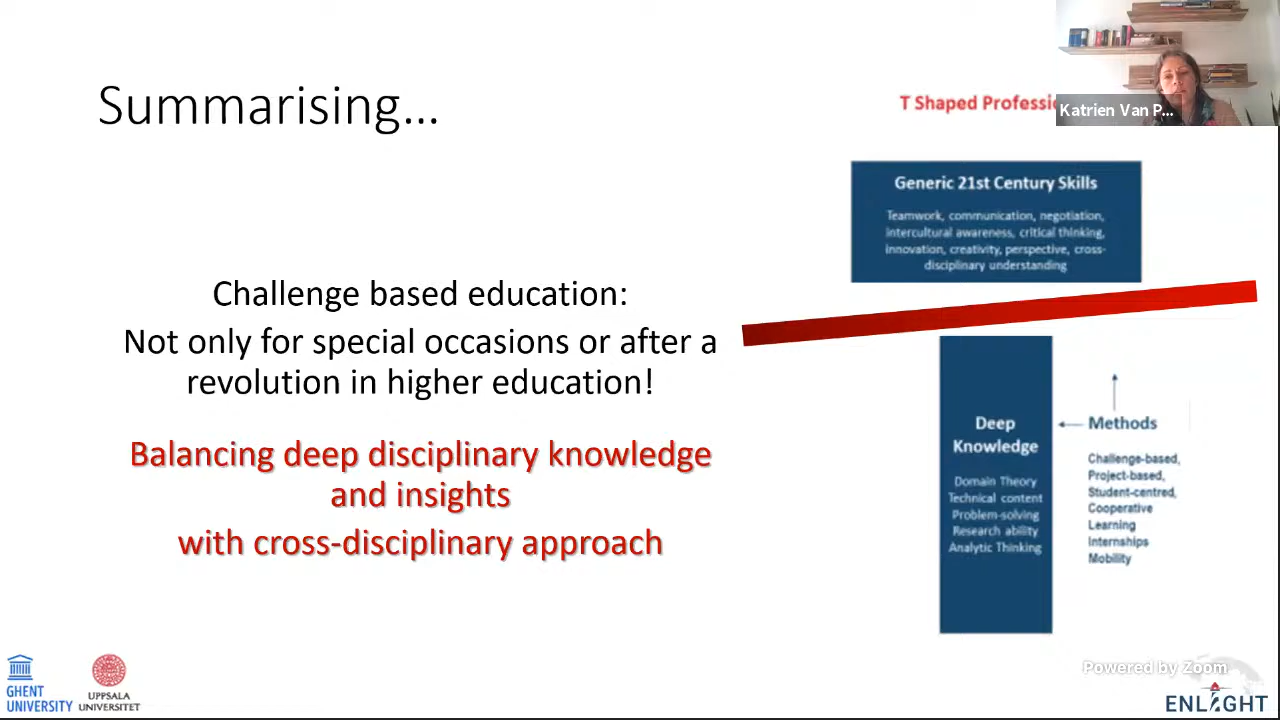 Summarising...
T Shaped
Katrien Van P...
Generic 21st Century Skills
Teamwork, communication, negotiation,
intercultural awareness, critical thinking,
innovation, creativity, perspective, cross-
disciplinary understanding
Challenge based education:
Not only for special occasions or after a
revolution in higher education!
Balancing deep disciplinary knowledge
and insights
with cross-disciplinary approach
Deep
Knowledge
Domain Theory
Technical content
Problem-solving
Research ability
Analytic Thinking
Methods
Challenge-based,
Project-based,
Student-centred,
Cooperative
Learning
Internships
Mobility
GHENT
UNIVERSITY
UPPSALA
UNIVERSITET
Powered by Zoom
ENLIGHT